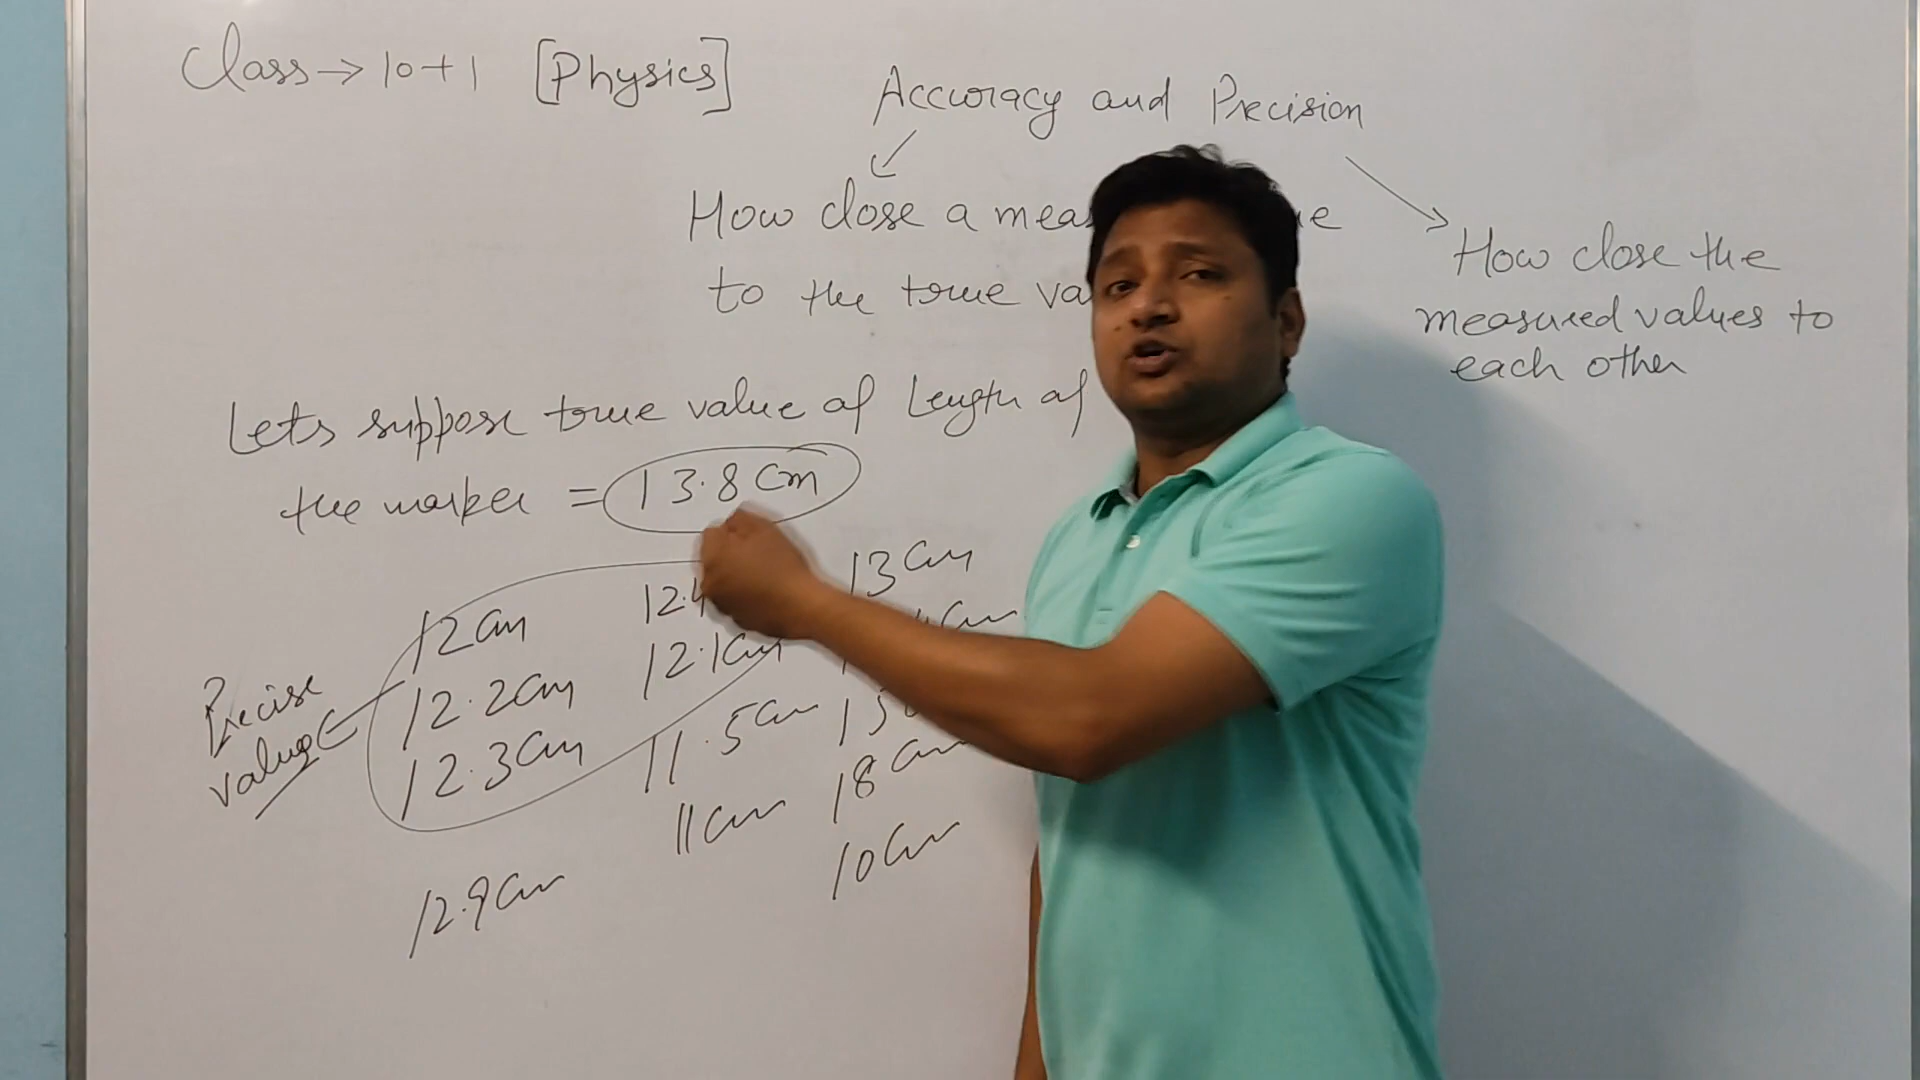 Class → 10+1 [Physics]
Accuracy and Precision
How close a
to the true
How close the
measured values to
each other
Lets suppose true value of Length of
the marker = 13.8 cm
12 cm
12.2 cm
12.3 cm
12.1 cm
11.5 cm
11 cm
13 cm
18 cm
10 cm
Precise
value
12.9 cm